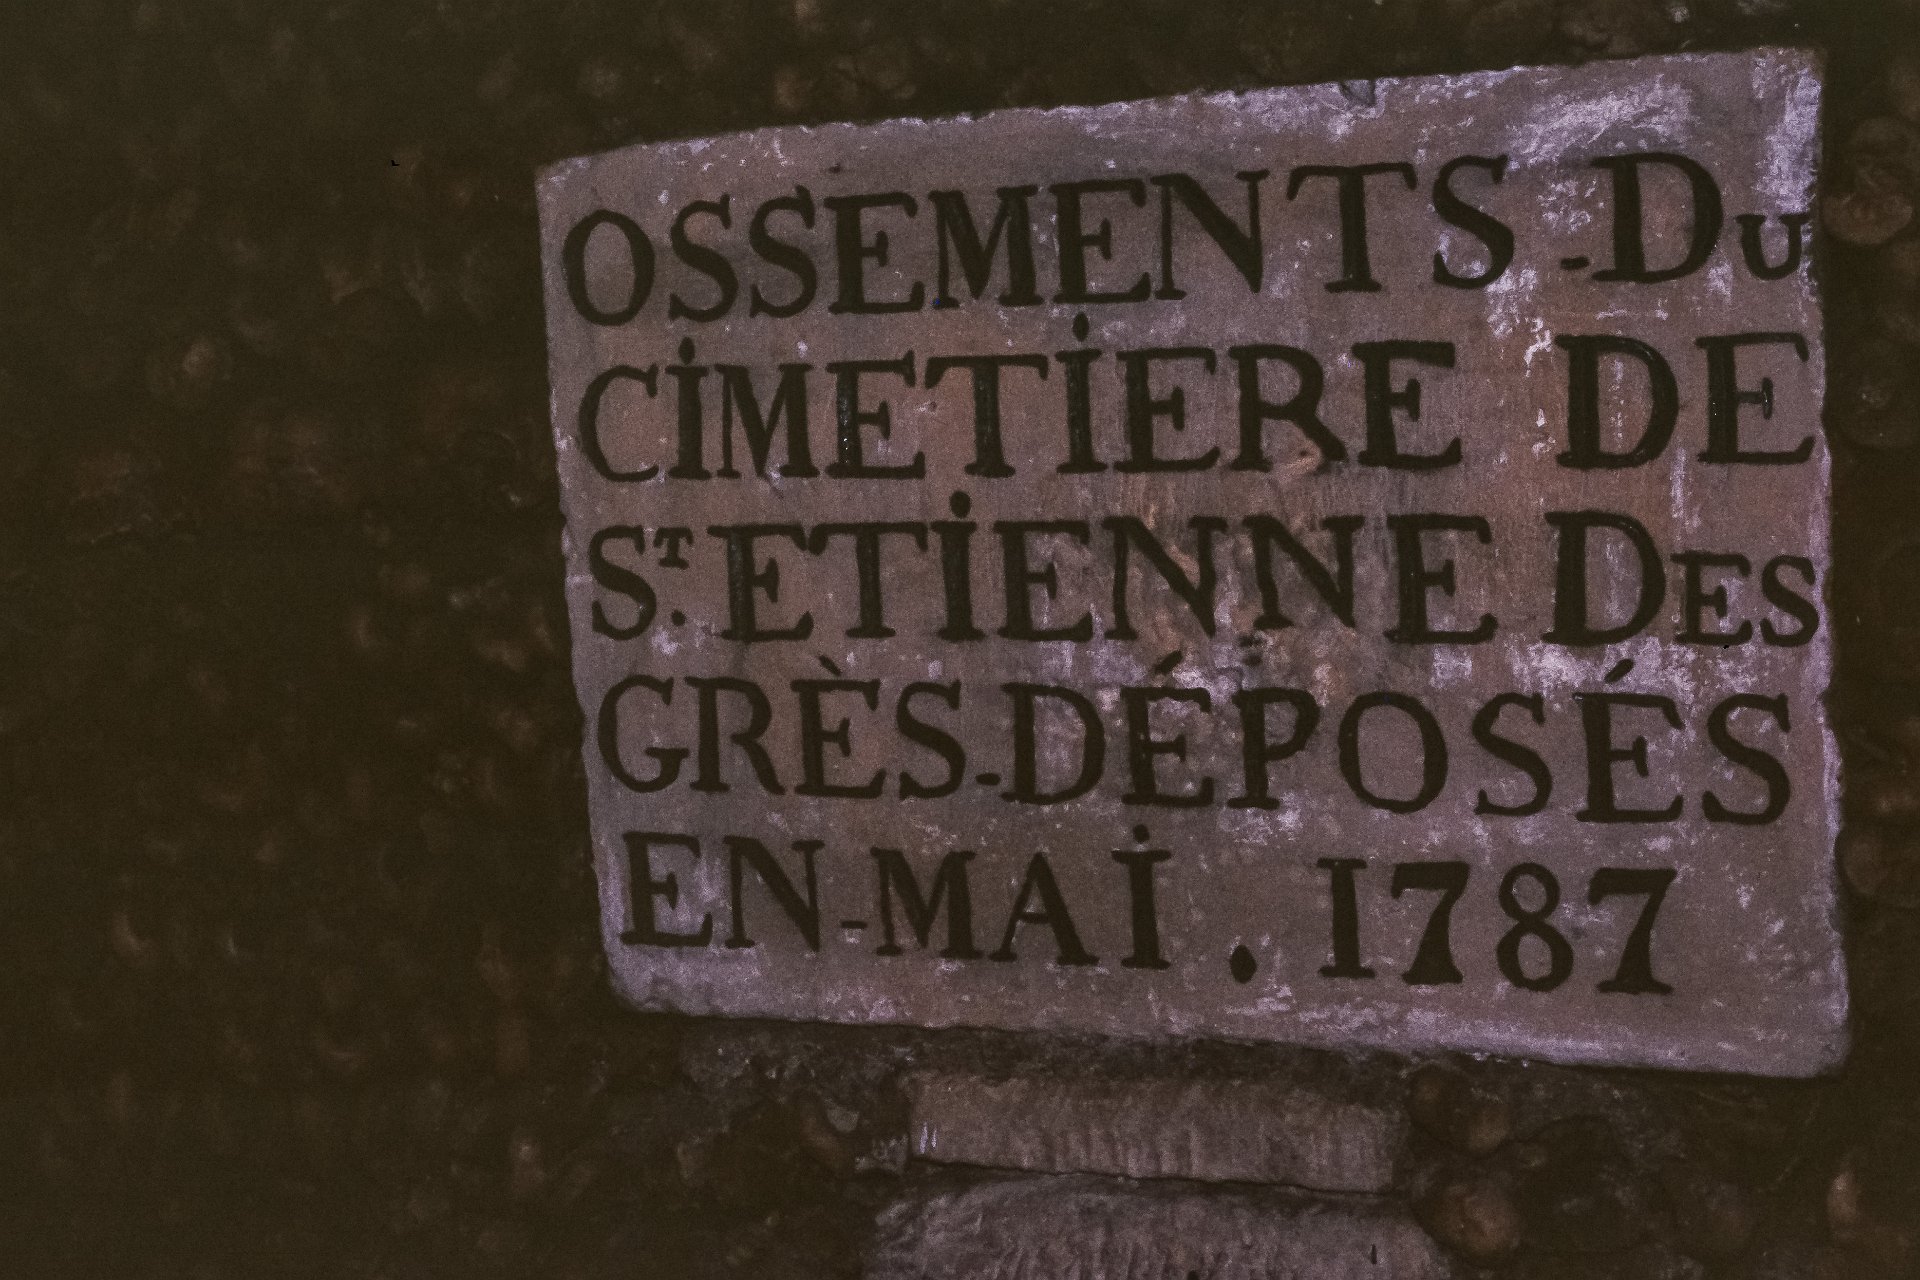 OSSEMENTS-DU
CIMETIERE DE
ST. ETIENNE DES
GRÈS-DÉPOSÉS
EN-MAI. 1787